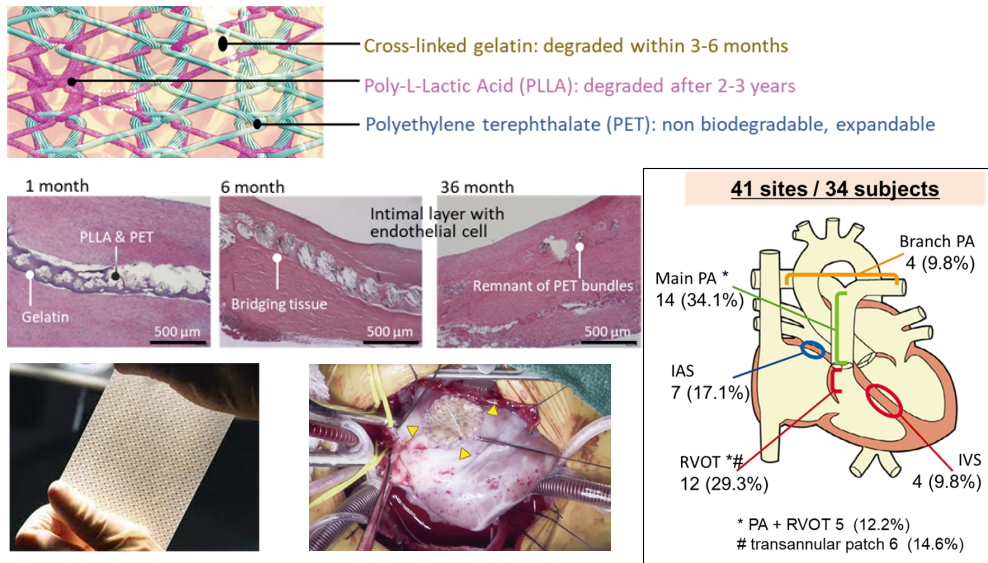 Cross-linked gelatin: degraded within 3-6 months
Poly-L-Lactic Acid (PLLA): degraded after 2-3 years
Polyethylene terephthalate (PET): non biodegradable, expandable
1 month
6 month
36 month
PLLA & PET
Gelatin
500 µm
Bridging tissue
500 µm
Intimal layer with
endothelial cell
Remnant of PET bundles
500 µm
41 sites / 34 subjects
Branch PA
4 (9.8%)
Main PA *
14 (34.1%)
IAS
7 (17.1%)
RVOT *#
12 (29.3%)
IVS
4 (9.8%)
* PA + RVOT 5 (12.2%)
# transannular patch 6 (14.6%)